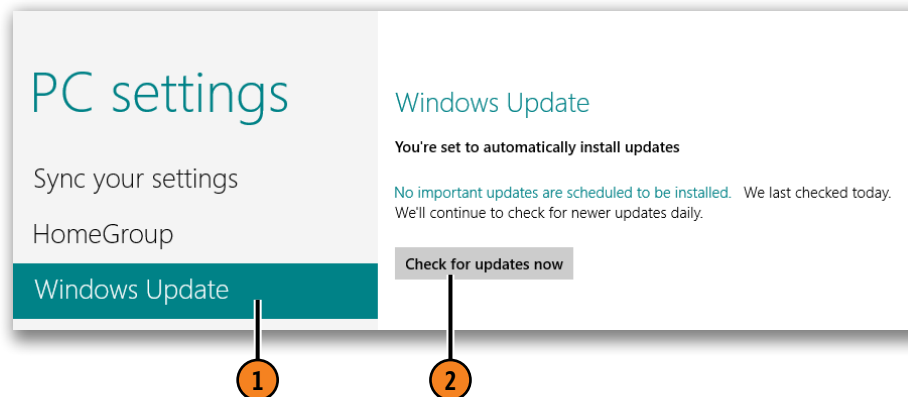 PC settings
Sync your settings
HomeGroup
Windows Update
Windows Update
You're set to automatically install updates
No important updates are scheduled to be installed. We last checked today.
We'll continue to check for newer updates daily.
Check for updates now
1
2